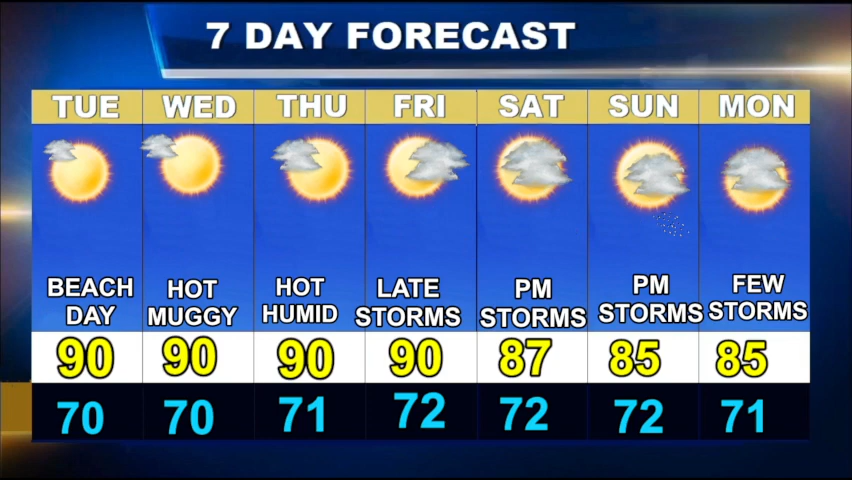 7 DAY FORECAST
TUE WED THU FRI SAT SUN MON
BEACH DAY
HOT MUGGY
HOT HUMID
LATE STORMS
PM STORMS
PM STORMS
FEW STORMS
90 90 90 90 87 85 85
70 70 71 72 72 72 71